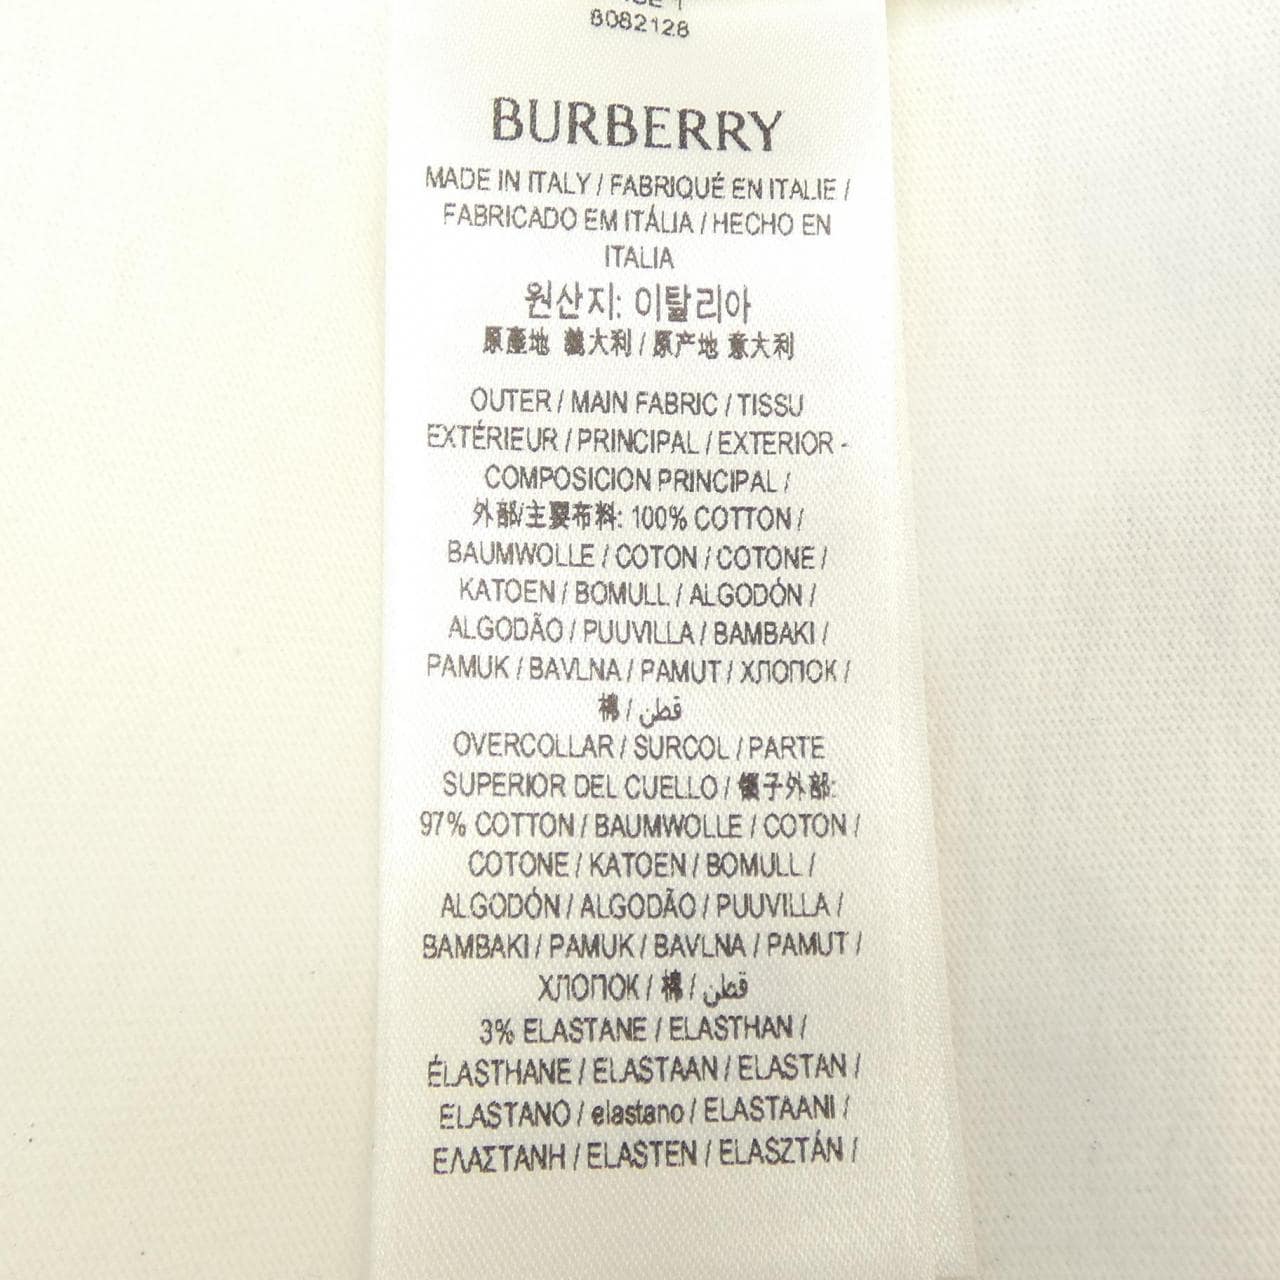 8082128
BURBERRY
MADE IN ITALY / FABRIQUÉ EN ITALIE /
FABRICADO EM ITÁLIA / HECHO EN
ITALIA
원산지: 이탈리아
原產地 義大利 / 原产地 意大利
OUTER / MAIN FABRIC / TISSU
EXTÉRIEUR / PRINCIPAL / EXTERIOR -
COMPOSICION PRINCIPAL /
外部/主要布料: 100% COTTON /
BAUMWOLLE / COTON / COTONE /
KATOEN / BOMULL / ALGODÓN /
ALGODÃO / PUUVILLA / BAMBAKI /
PAMUK / BAVLNA / PAMUT / ХЛОПОК /
棉 / قطن
OVERCOLLAR / SURCOL / PARTE
SUPERIOR DEL CUELLO / 領子外部:
97% COTTON / BAUMWOLLE / COTON /
COTONE / KATOEN / BOMULL /
ALGODÓN / ALGODÃO / PUUVILLA /
BAMBAKI / PAMUK / BAVLNA / PAMUT /
ХЛОПОК / 棉 / قطن
3% ELASTANE / ELASTHAN /
ÉLASTHANE / ELASTAAN / ELASTAN /
ELASTANO / elastano / ELASTAANI /
ΕΛΑΣΤΑΝΗ / ELASTEN / ELASZTÁN /